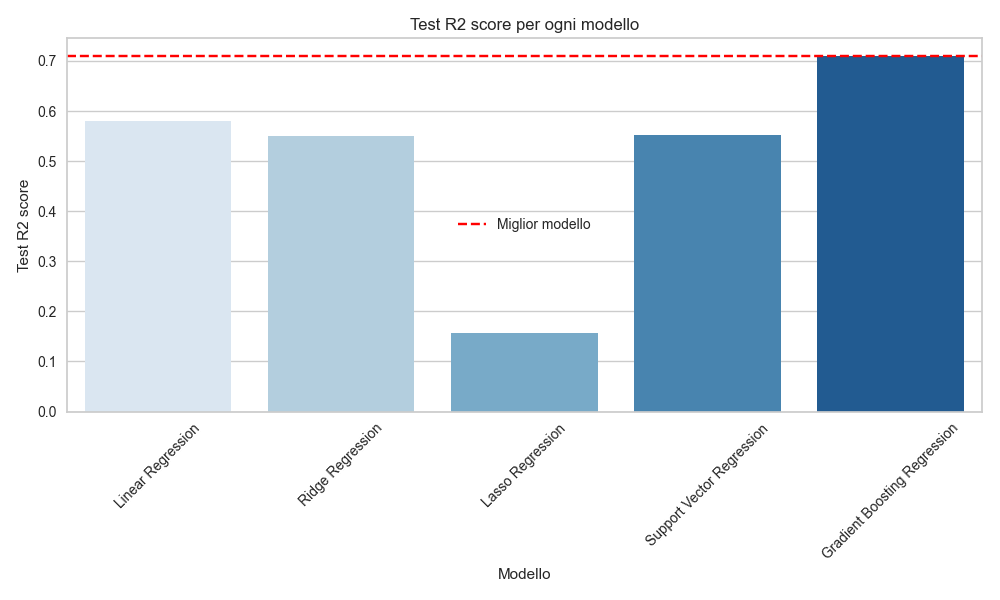 Test R2 score per ogni modello
Test R2 score
0.7
0.6
0.5
0.4
0.3
0.2
0.1
0.0
Miglior modello
Linear Regression
Ridge Regression
Lasso Regression
Support Vector Regression
Gradient Boosting Regression
Modello